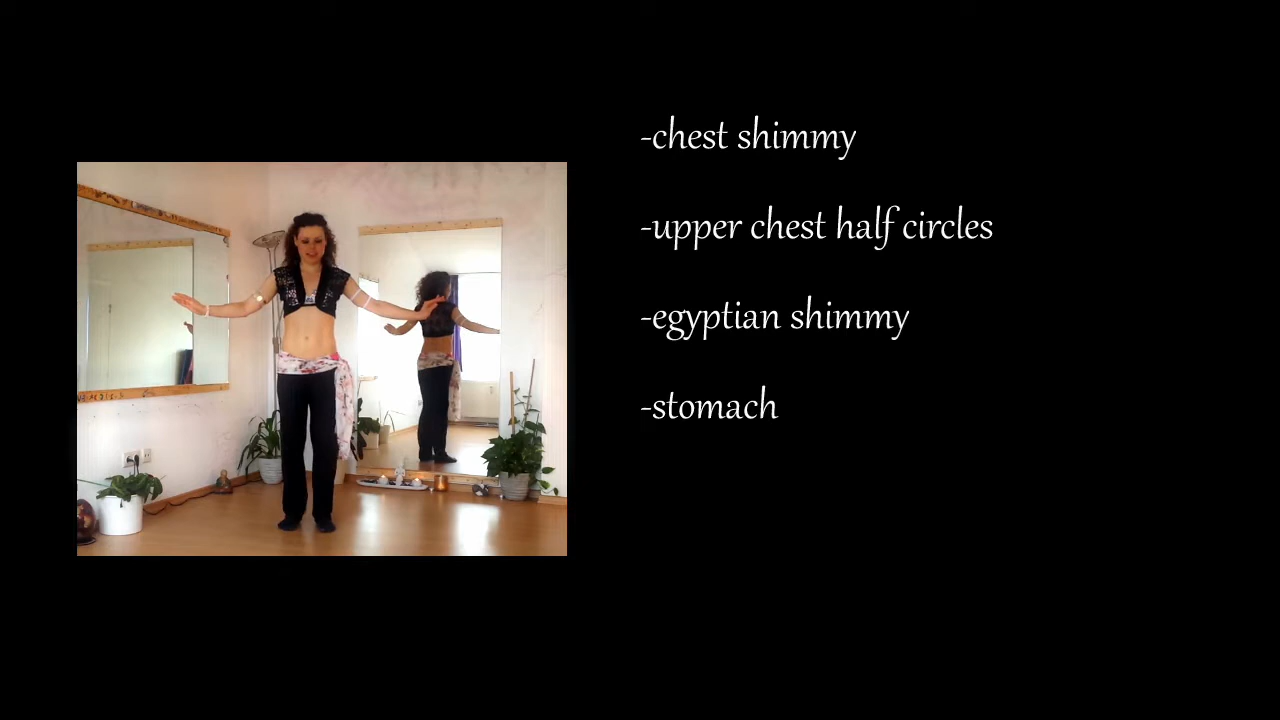 -chest shimmy
-upper chest half circles
-egyptian shimmy
-stomach